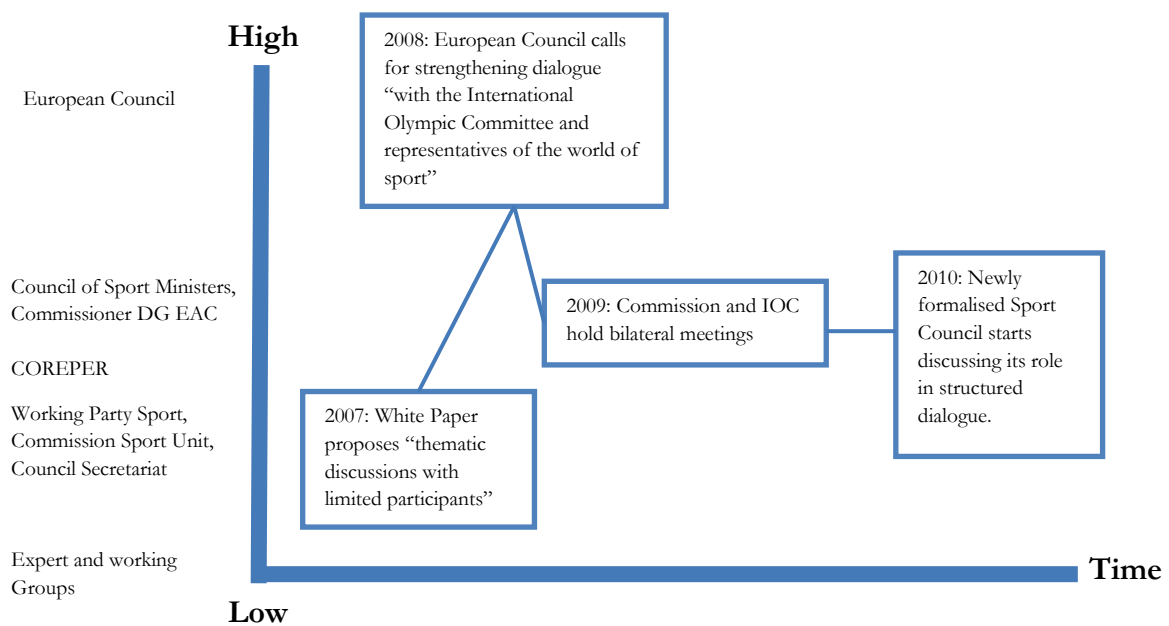 High
European Council
2008: European Council calls
for strengthening dialogue
“with the International
Olympic Committee and
representatives of the world of
sport”
Council of Sport Ministers,
Commissioner DG EAC
2009: Commission and IOC
hold bilateral meetings
2010: Newly
formalised Sport
Council starts
discussing its role
in structured
dialogue.
COREPER
Working Party Sport,
Commission Sport Unit,
Council Secretariat
2007: White Paper
proposes “thematic
discussions with
limited participants”
Expert and working
Groups
Time
Low